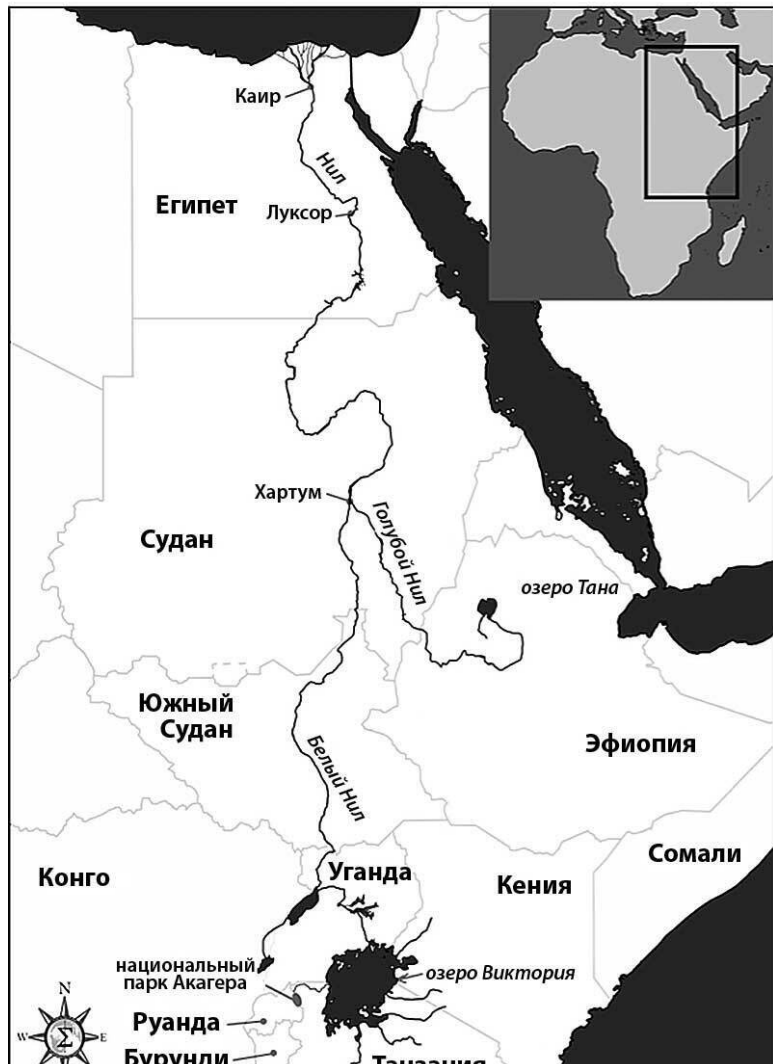 Каир
Нил
Египет
Луксор
Хартум
Голубой Нил
Судан
озеро Тана
Южный
Судан
Эфиопия
Белый Нил
Сомали
Уганда
Конго
Кения
национальный
парк Акагера
озеро Виктория
N
W
Σ
E
Руанда
Бурунди
Танзания